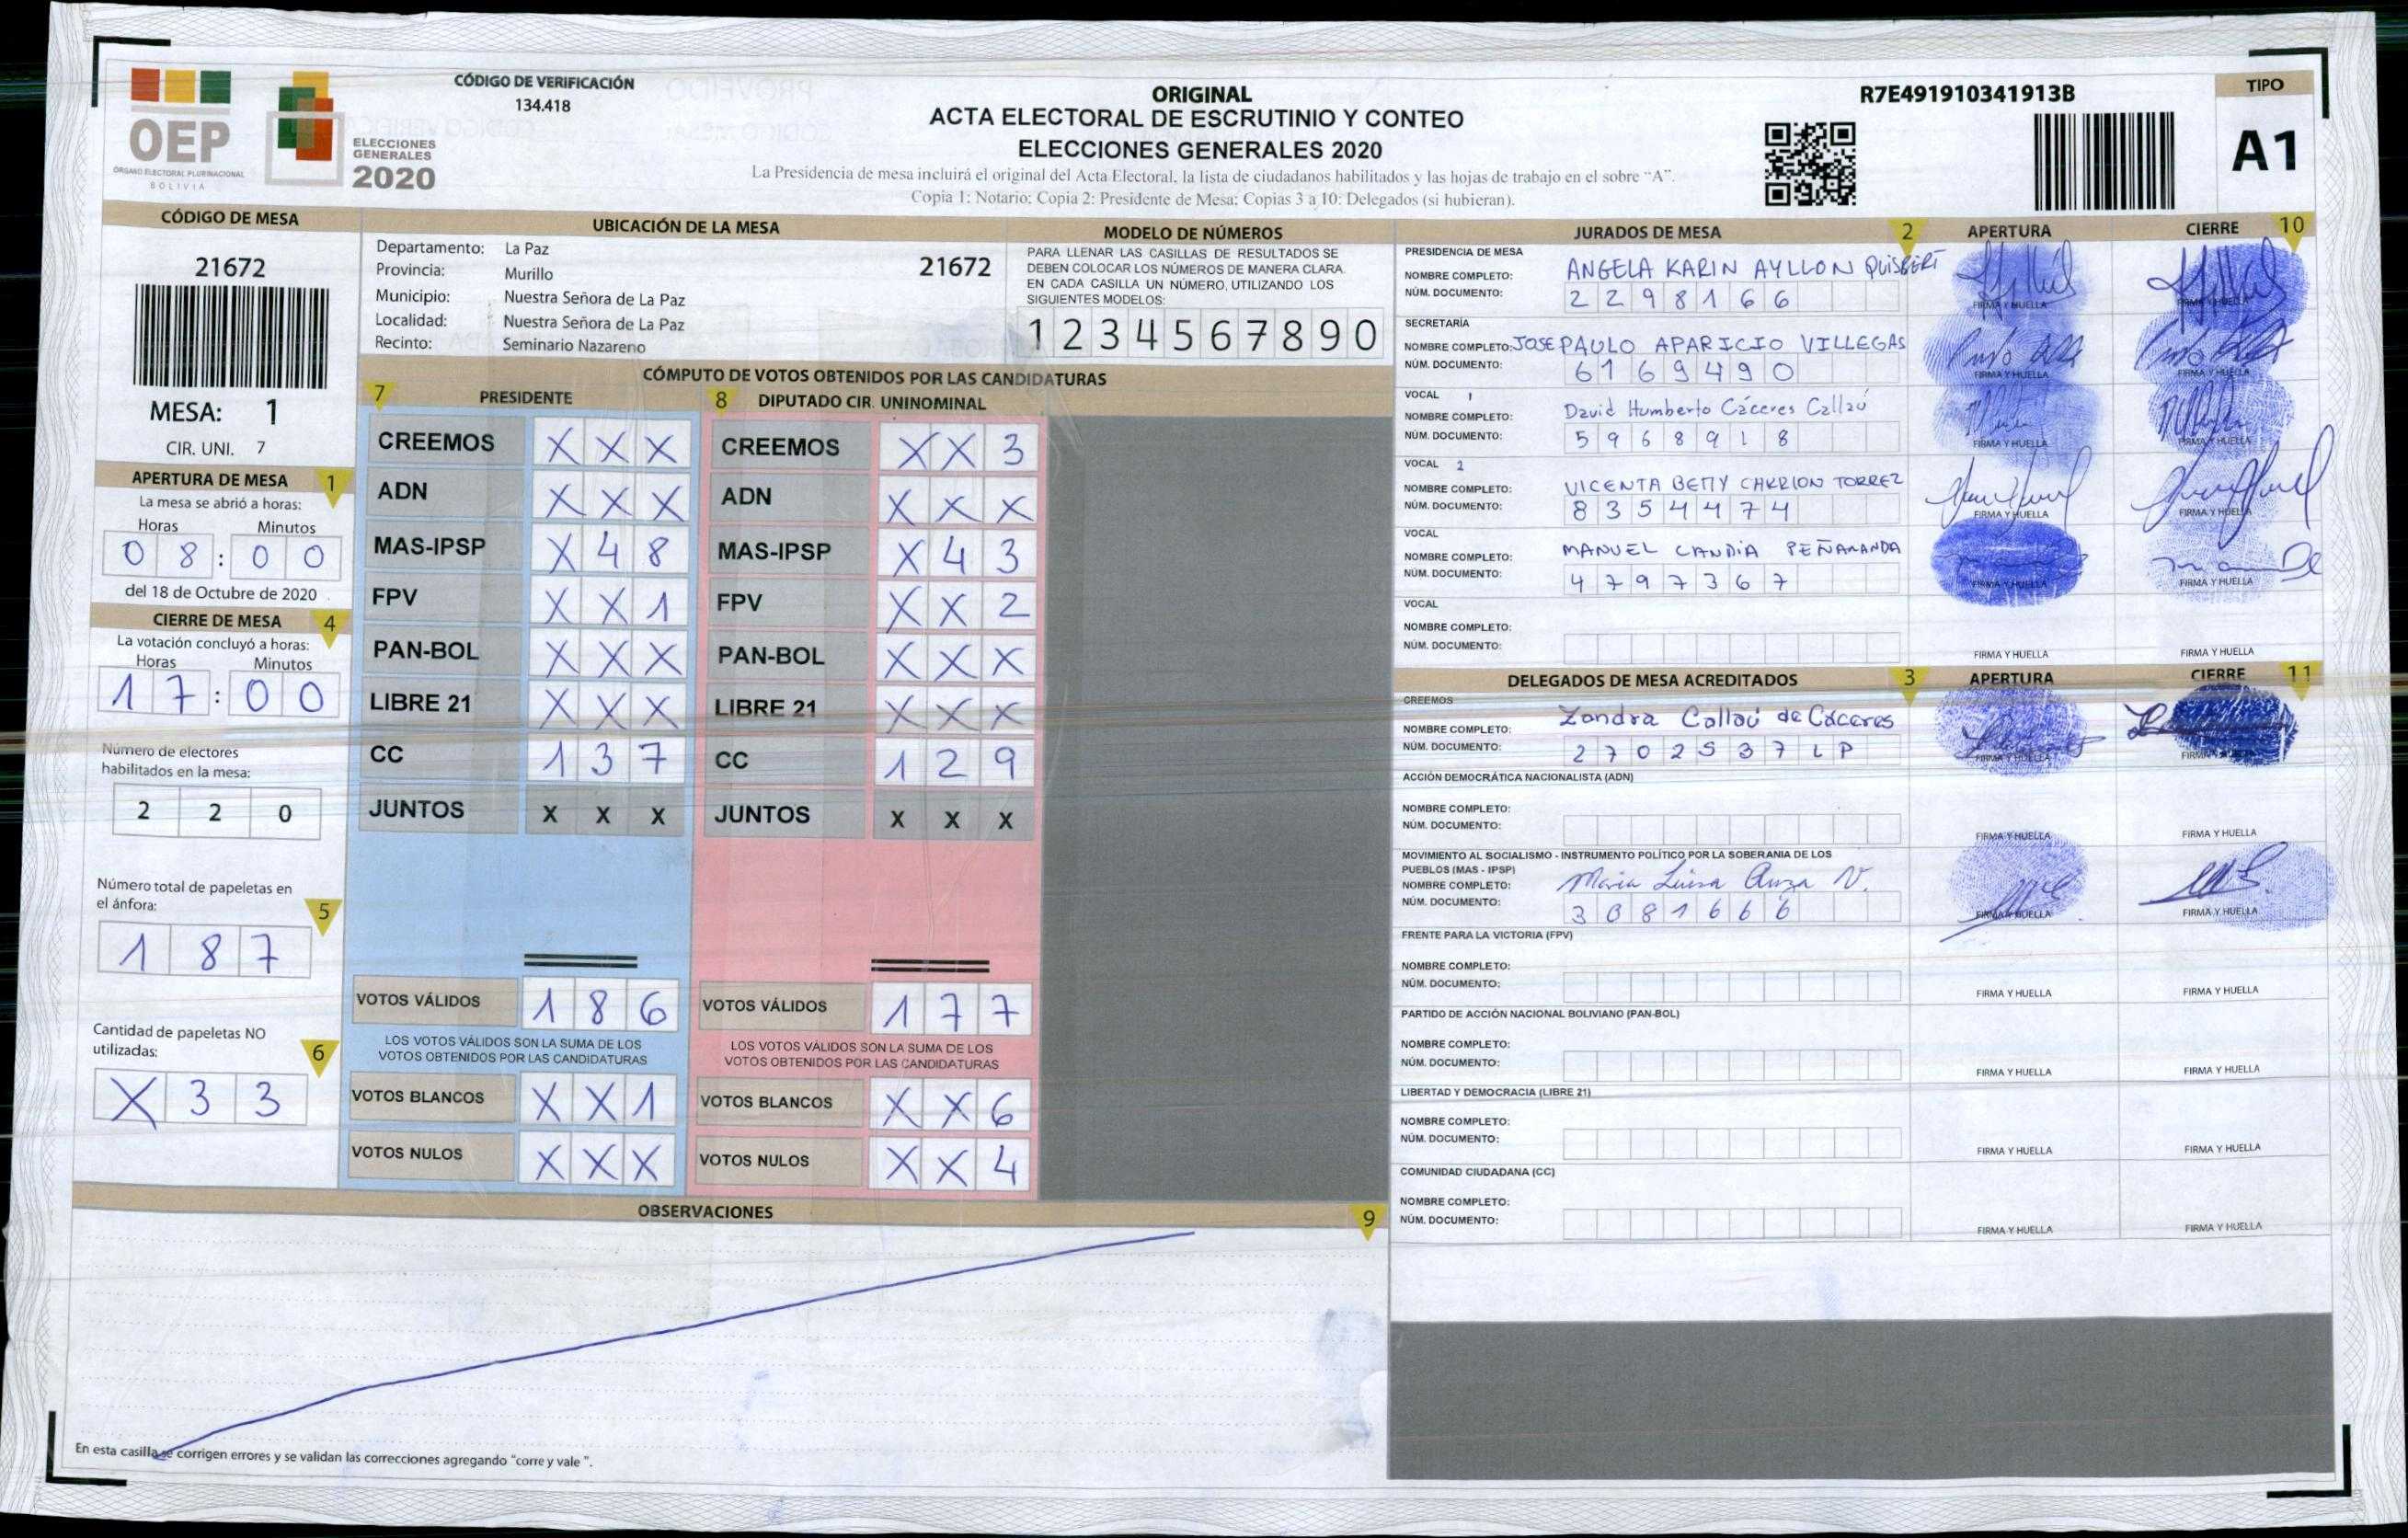 CÓDIGO DE VERIFICACIÓN
134.418
OEP
ÓRGANO ELECTORAL PLURINACIONAL
BOLIVIA
ELECCIONES
GENERALES
2020
ORIGINAL
ACTA ELECTORAL DE ESCRUTINIO Y CONTEO
ELECCIONES GENERALES 2020
La Presidencia de mesa incluirá el original del Acta Electoral, la lista de ciudadanos habilitados y las hojas de trabajo en el sobre “A”.
Copia 1: Notario; Copia 2: Presidente de Mesa; Copias 3 a 10: Delegados (si hubieran).
R7E491910341913B
TIPO
A1
CÓDIGO DE MESA
21672
MESA: 1
CIR. UNI. 7
APERTURA DE MESA 1
La mesa se abrió a horas:
Horas Minutos
0 8 : 0 0
del 18 de Octubre de 2020
CIERRE DE MESA 4
La votación concluyó a horas:
Horas Minutos
1 7 : 0 0
Número de electores
habilitados en la mesa:
2 2 0
Número total de papeletas en
el ánfora: 5
1 8 7
Cantidad de papeletas NO
utilizadas: 6
X 3 3
UBICACIÓN DE LA MESA
Departamento: La Paz
Provincia: Murillo 21672
Municipio: Nuestra Señora de La Paz
Localidad: Nuestra Señora de La Paz
Recinto: Seminario Nazareno
MODELO DE NÚMEROS
PARA LLENAR LAS CASILLAS DE RESULTADOS SE
DEBEN COLOCAR LOS NÚMEROS DE MANERA CLARA.
EN CADA CASILLA UN NÚMERO, UTILIZANDO LOS
SIGUIENTES MODELOS:
1 2 3 4 5 6 7 8 9 0
CÓMPUTO DE VOTOS OBTENIDOS POR LAS CANDIDATURAS
7 PRESIDENTE
CREEMOS X X X
ADN X X X
MAS-IPSP X 4 8
FPV X X 1
PAN-BOL X X X
LIBRE 21 X X X
CC 1 3 7
JUNTOS X X X
VOTOS VÁLIDOS 1 8 6
LOS VOTOS VÁLIDOS SON LA SUMA DE LOS
VOTOS OBTENIDOS POR LAS CANDIDATURAS
VOTOS BLANCOS X X 1
VOTOS NULOS X X X
8 DIPUTADO CIR. UNINOMINAL
CREEMOS X X 3
ADN X X X
MAS-IPSP X 4 3
FPV X X 2
PAN-BOL X X X
LIBRE 21 X X X
CC 1 2 9
JUNTOS X X X
VOTOS VÁLIDOS 1 7 7
LOS VOTOS VÁLIDOS SON LA SUMA DE LOS
VOTOS OBTENIDOS POR LAS CANDIDATURAS
VOTOS BLANCOS X X 6
VOTOS NULOS X X 4
OBSERVACIONES 9
En esta casilla se corrigen errores y se validan las correcciones agregando “corre y vale”.
JURADOS DE MESA 2 APERTURA CIERRE 10
PRESIDENCIA DE MESA
NOMBRE COMPLETO: ANGELA KARIN AYLLON QUISBERT
NÚM. DOCUMENTO: 2 2 9 8 1 6 6
FIRMA Y HUELLA FIRMA Y HUELLA
SECRETARÍA
NOMBRE COMPLETO: JOSE PAULO APARICIO VILLEGAS
NÚM. DOCUMENTO: 6 1 6 9 4 9 0
FIRMA Y HUELLA FIRMA Y HUELLA
VOCAL 1
NOMBRE COMPLETO: David Humberto Cáceres Callaú
NÚM. DOCUMENTO: 5 9 6 8 9 1 8
FIRMA Y HUELLA FIRMA Y HUELLA
VOCAL 2
NOMBRE COMPLETO: VICENTA BETTY CARRION TORREZ
NÚM. DOCUMENTO: 8 3 5 4 4 7 4
FIRMA Y HUELLA FIRMA Y HUELLA
VOCAL
NOMBRE COMPLETO: MANUEL CANDIA PEÑARANDA
NÚM. DOCUMENTO: 4 7 9 7 3 6 7
FIRMA Y HUELLA FIRMA Y HUELLA
VOCAL
NOMBRE COMPLETO:
NÚM. DOCUMENTO:
FIRMA Y HUELLA FIRMA Y HUELLA
DELEGADOS DE MESA ACREDITADOS 3 APERTURA CIERRE 11
CREEMOS
NOMBRE COMPLETO: Zandra Callaú de Cáceres
NÚM. DOCUMENTO: 2 7 0 2 5 3 7 L P
FIRMA Y HUELLA FIRMA Y HUELLA
ACCIÓN DEMOCRÁTICA NACIONALISTA (ADN)
NOMBRE COMPLETO:
NÚM. DOCUMENTO:
FIRMA Y HUELLA FIRMA Y HUELLA
MOVIMIENTO AL SOCIALISMO - INSTRUMENTO POLÍTICO POR LA SOBERANIA DE LOS
PUEBLOS (MAS - IPSP)
NOMBRE COMPLETO: Maria Luisa Auza V.
NÚM. DOCUMENTO: 3 0 8 1 6 6 6
FIRMA Y HUELLA FIRMA Y HUELLA
FRENTE PARA LA VICTORIA (FPV)
NOMBRE COMPLETO:
NÚM. DOCUMENTO:
FIRMA Y HUELLA FIRMA Y HUELLA
PARTIDO DE ACCIÓN NACIONAL BOLIVIANO (PAN-BOL)
NOMBRE COMPLETO:
NÚM. DOCUMENTO:
FIRMA Y HUELLA FIRMA Y HUELLA
LIBERTAD Y DEMOCRACIA (LIBRE 21)
NOMBRE COMPLETO:
NÚM. DOCUMENTO:
FIRMA Y HUELLA FIRMA Y HUELLA
COMUNIDAD CIUDADANA (CC)
NOMBRE COMPLETO:
NÚM. DOCUMENTO:
FIRMA Y HUELLA FIRMA Y HUELLA